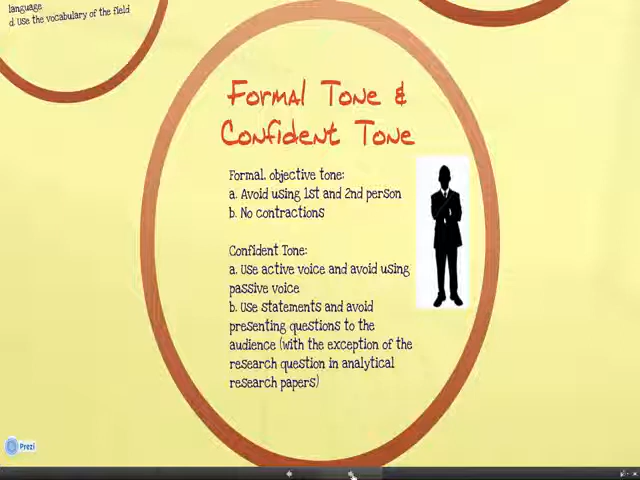 language
d. Use the vocabulary of the field
Formal Tone &
Confident Tone
Formal, objective tone:
a. Avoid using 1st and 2nd person
b. No contractions
Confident Tone:
a. Use active voice and avoid using
passive voice
b. Use statements and avoid
presenting questions to the
audience (with the exception of the
research question in analytical
research papers)
Prezi